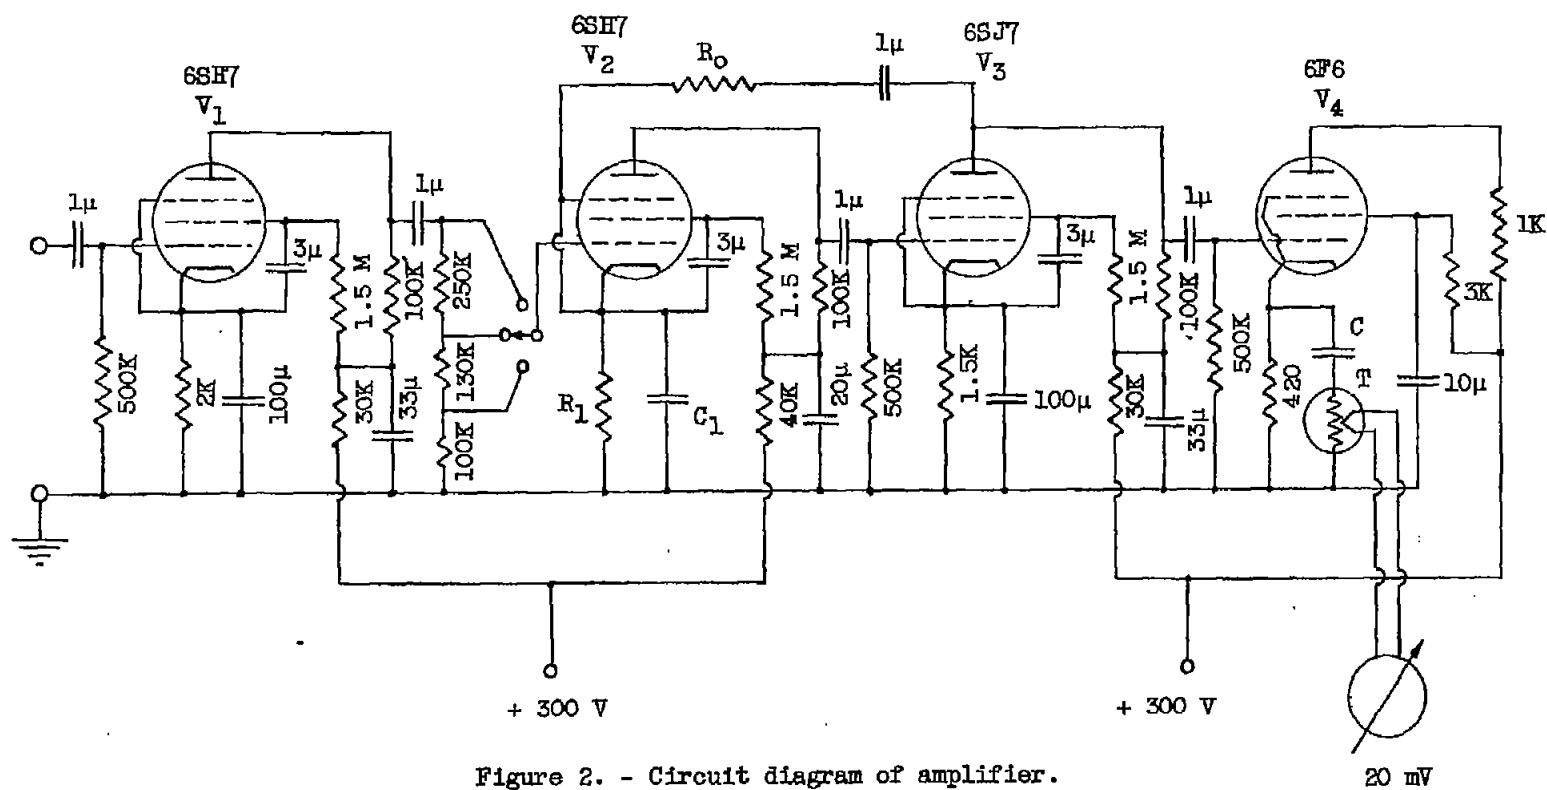 6SH7
V1
6SH7
V2
R0
1μ
6SJ7
V3
6F6
V4
1μ
3μ
1.5 M
100K
1μ
250K
130K
100K
500K
2K
100μ
30K
33μ
3μ
1.5 M
100K
1μ
R1
C1
40K
20μ
500K
3μ
1.5 M
100K
1μ
500K
1.5K
100μ
30K
33μ
420
C
T
10μ
3K
1K
+ 300 V
+ 300 V
20 mV
Figure 2. - Circuit diagram of amplifier.